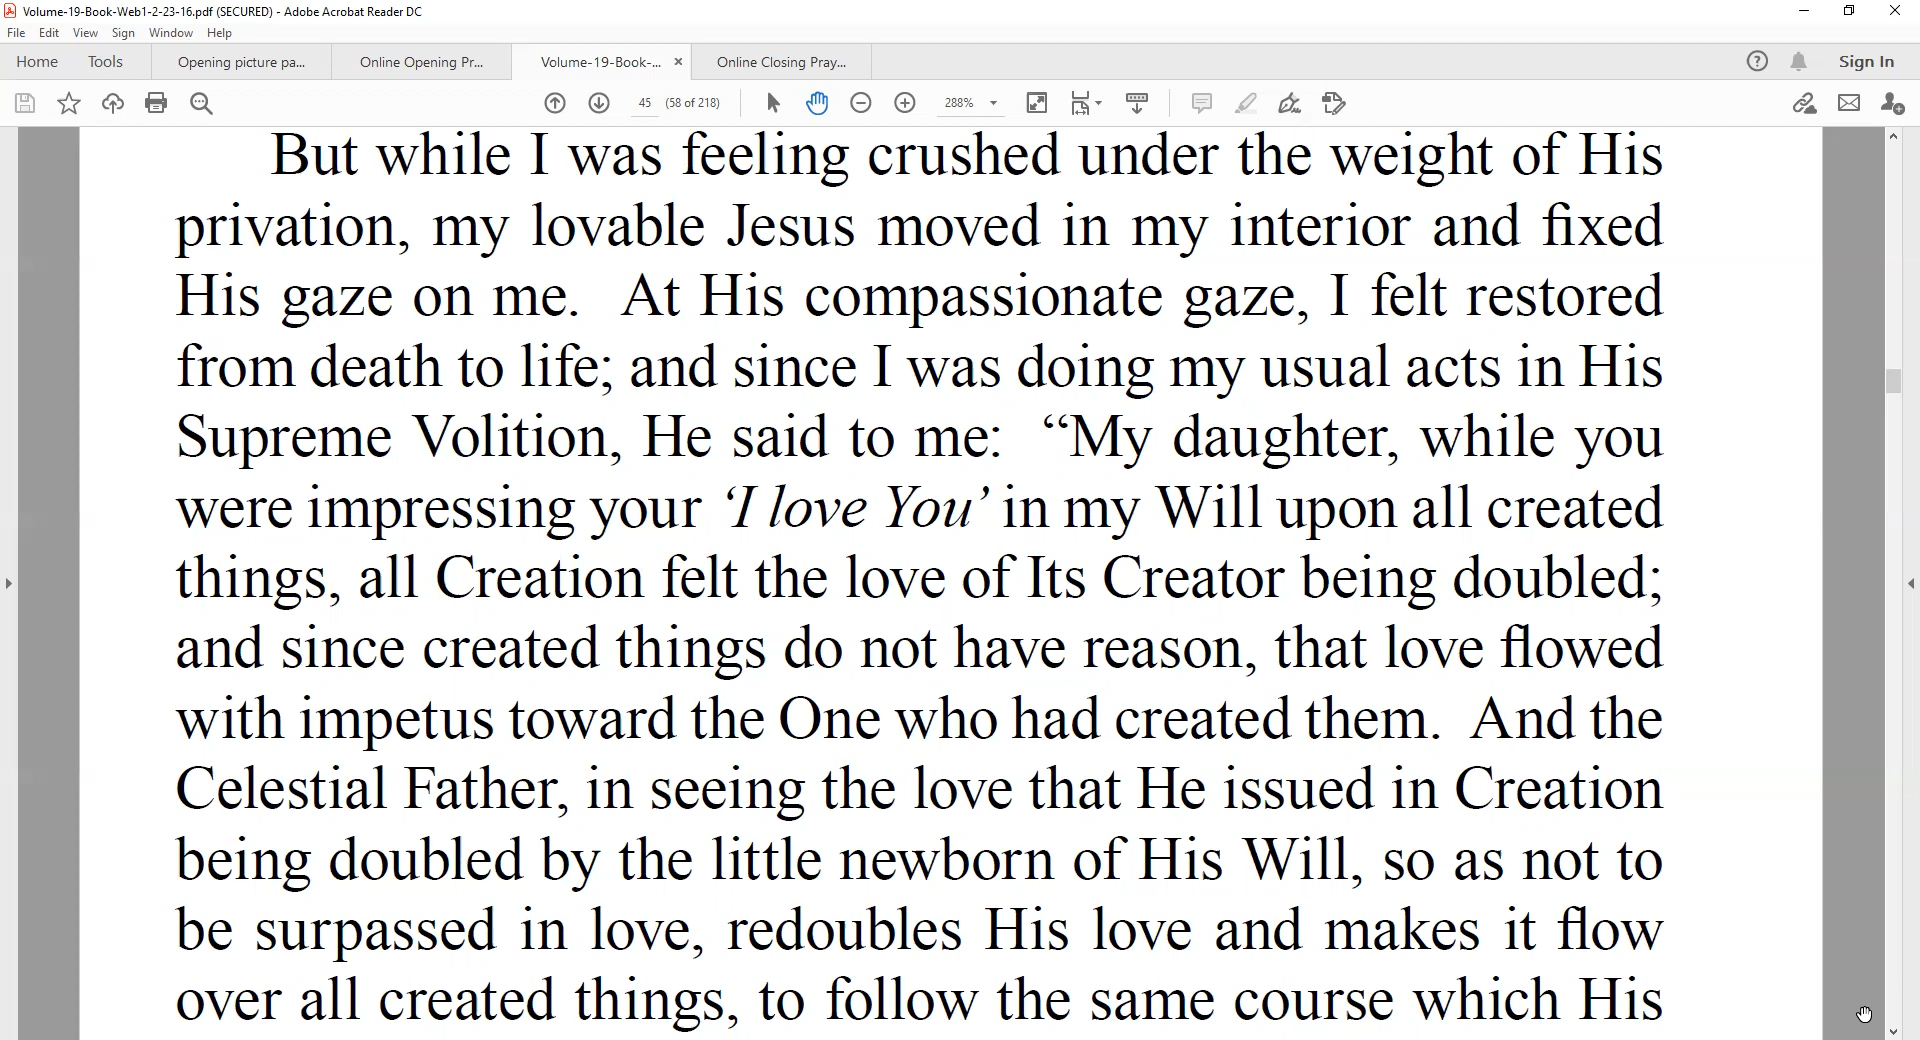 Volume-19-Book-Web1-2-23-16.pdf (SECURED) - Adobe Acrobat Reader DC
File Edit View Sign Window Help
Home Tools Opening picture pa... Online Opening Pr... Volume-19-Book-... × Online Closing Pray... Sign In
45 (58 of 218) 288%
But while I was feeling crushed under the weight of His
privation, my lovable Jesus moved in my interior and fixed
His gaze on me. At His compassionate gaze, I felt restored
from death to life; and since I was doing my usual acts in His
Supreme Volition, He said to me: “My daughter, while you
were impressing your ‘I love You’ in my Will upon all created
things, all Creation felt the love of Its Creator being doubled;
and since created things do not have reason, that love flowed
with impetus toward the One who had created them. And the
Celestial Father, in seeing the love that He issued in Creation
being doubled by the little newborn of His Will, so as not to
be surpassed in love, redoubles His love and makes it flow
over all created things, to follow the same course which His